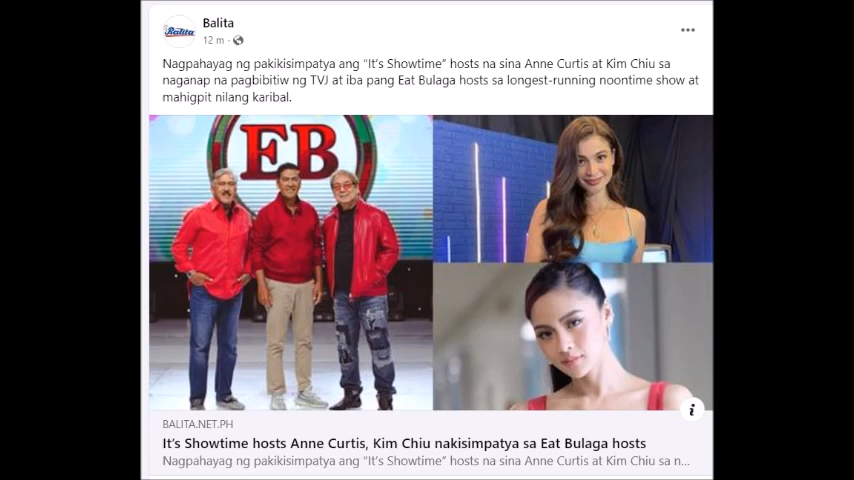 Balita
Balita
12 m
Nagpahayag ng pakikisimpatya ang “It’s Showtime” hosts na sina Anne Curtis at Kim Chiu sa
naganap na pagbibitiw ng TVJ at iba pang Eat Bulaga hosts sa longest-running noontime show at
mahigpit nilang karibal.
EB
BALITA.NET.PH
It’s Showtime hosts Anne Curtis, Kim Chiu nakisimpatya sa Eat Bulaga hosts
Nagpahayag ng pakikisimpatya ang “It’s Showtime” hosts na sina Anne Curtis at Kim Chiu sa n...